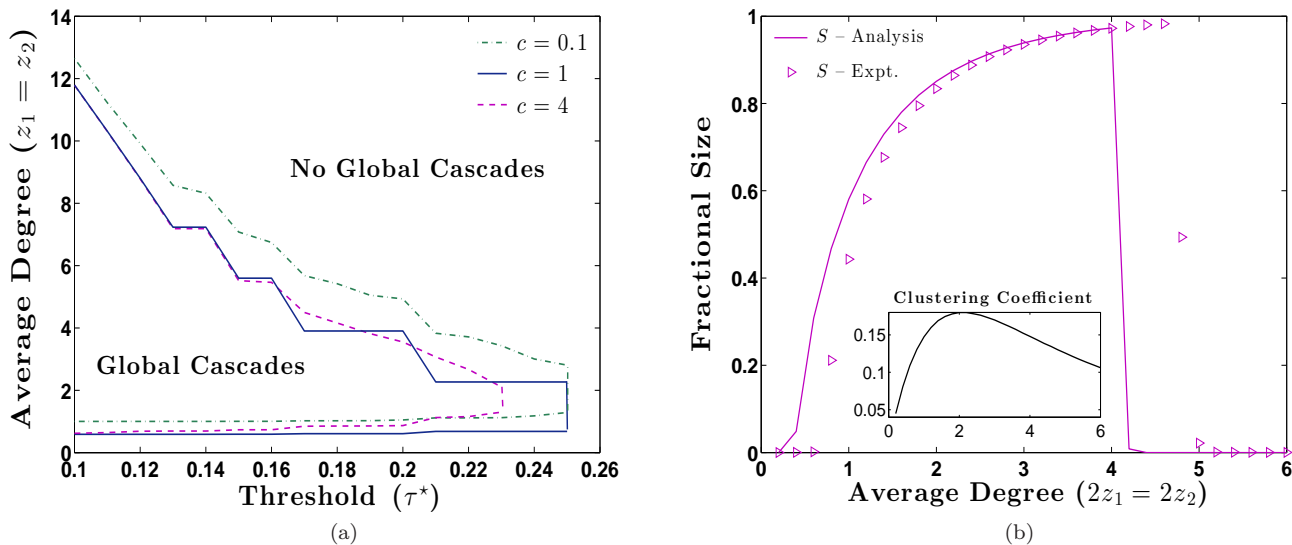 14
12
10
8
6
4
2
0
Average Degree (z₁ = z₂)
c = 0.1
c = 1
c = 4
No Global Cascades
Global Cascades
0.1 0.12 0.14 0.16 0.18 0.2 0.22 0.24 0.26
Threshold (τ⋆)
(a)
1
0.8
0.6
0.4
0.2
0
Fractional Size
S – Analysis
S – Expt.
Clustering Coefficient
0.15
0.1
0.05
0 2 4 6
0 1 2 3 4 5 6
Average Degree (2z₁ = 2z₂)
(b)